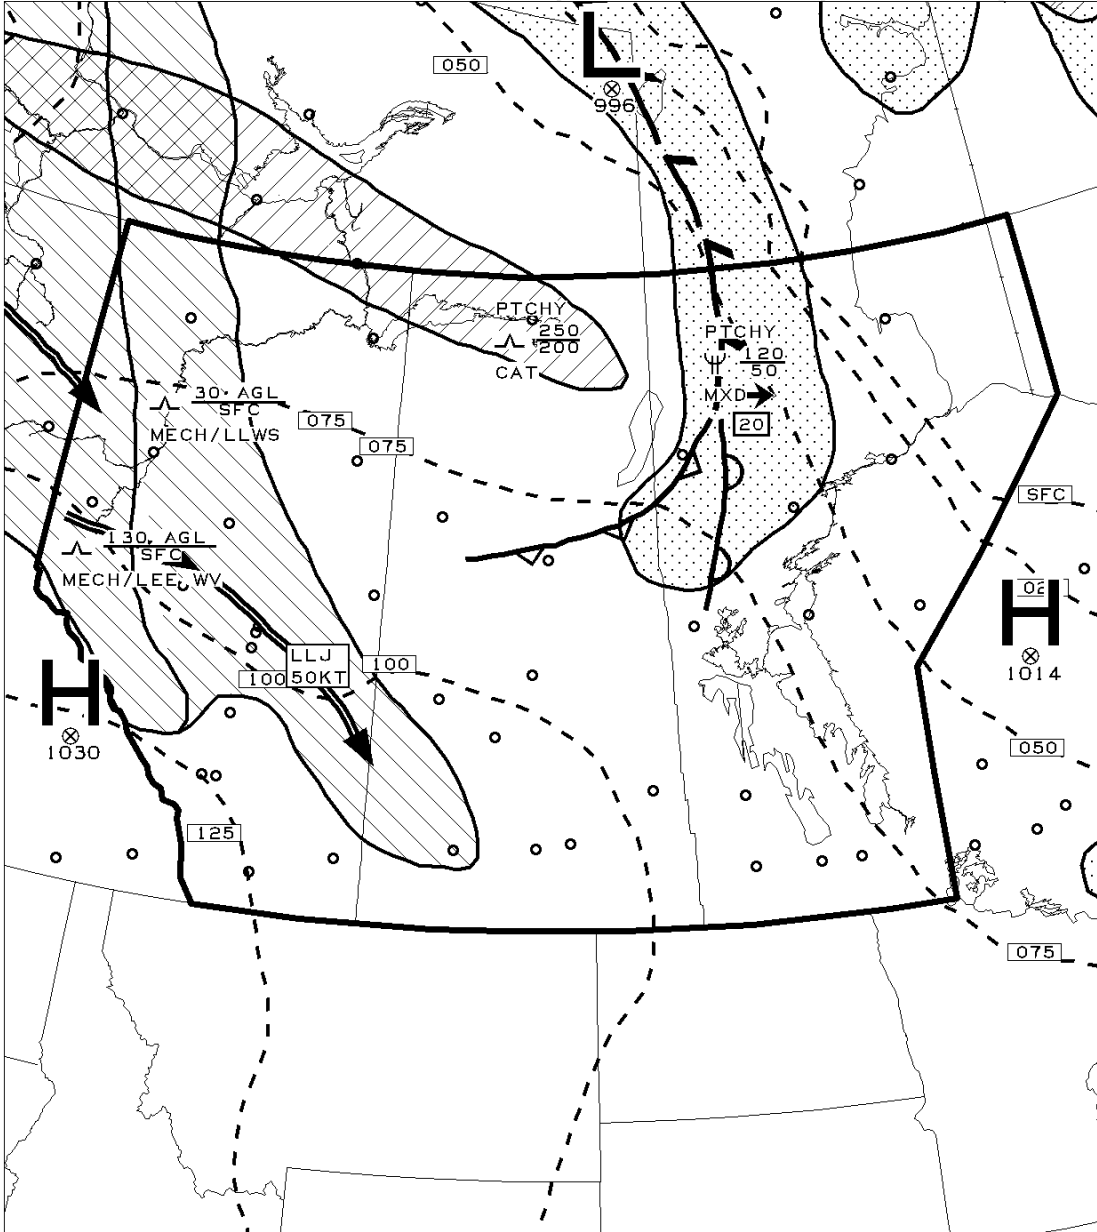 L
050
996
PTCHY
250
200
CAT
PTCHY
120
50
MXD
20
30 AGL
SFC
MECH/LLWS
075
075
SFC
130 AGL
SFC
MECH/LEE WV
H
1014
LLJ
50KT
100
100
H
1030
050
125
075